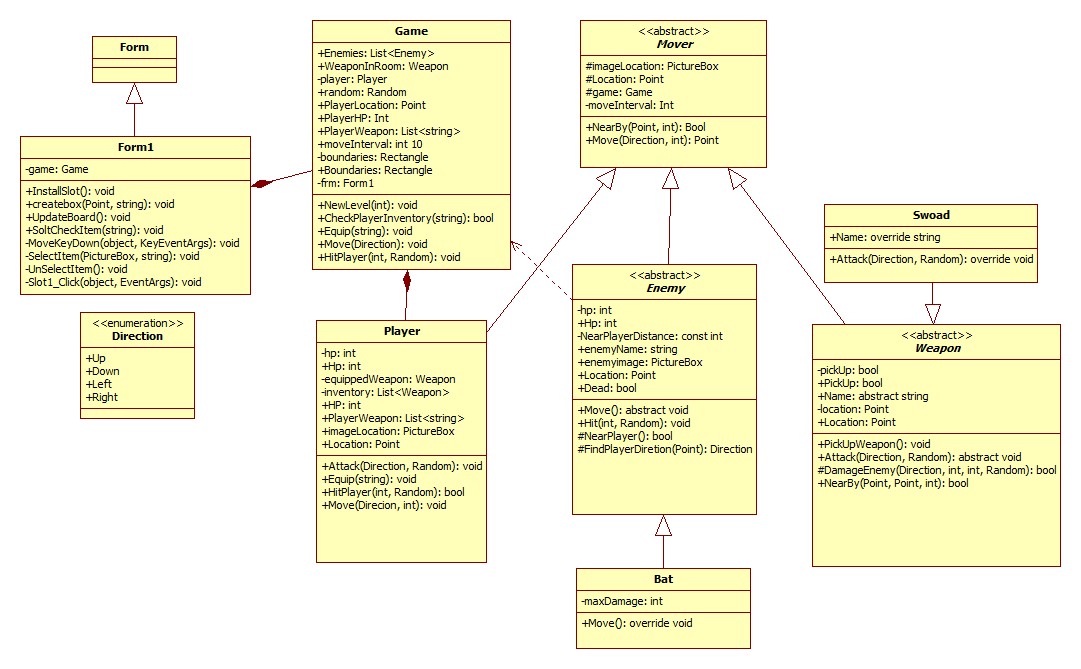 Form
Form1
-game: Game
+InstallSlot(): void
+createbox(Point, string): void
+UpdateBoard(): void
+SoltCheckItem(string): void
-MoveKeyDown(object, KeyEventArgs): void
-SelectItem(PictureBox, string): void
-UnSelectItem(): void
-Slot1_Click(object, EventArgs): void
<<enumeration>>
Direction
+Up
+Down
+Left
+Right
Game
+Enemies: List<Enemy>
+WeaponInRoom: Weapon
-player: Player
+random: Random
+PlayerLocation: Point
+PlayerHP: Int
+PlayerWeapon: List<string>
+moveInterval: int 10
-boundaries: Rectangle
+Boundaries: Rectangle
-frm: Form1
+NewLevel(int): void
+CheckPlayerInventory(string): bool
+Equip(string): void
+Move(Direction): void
+HitPlayer(int, Random): void
Player
-hp: int
+Hp: int
-equippedWeapon: Weapon
-inventory: List<Weapon>
+HP: int
+PlayerWeapon: List<string>
+imageLocation: PictureBox
+Location: Point
+Attack(Direction, Random): void
+Equip(string): void
+HitPlayer(int, Random): bool
+Move(Direcion, int): void
<<abstract>>
Mover
#imageLocation: PictureBox
#Location: Point
#game: Game
-moveInterval: Int
+NearBy(Point, int): Bool
+Move(Direction, int): Point
<<abstract>>
Enemy
-hp: int
+Hp: int
-NearPlayerDistance: const int
+enemyName: string
+enemyimage: PictureBox
+Location: Point
+Dead: bool
+Move(): abstract void
+Hit(int, Random): void
#NearPlayer(): bool
#FindPlayerDiretion(Point): Direction
Bat
-maxDamage: int
+Move(): override void
Swoad
+Name: override string
+Attack(Direction, Random): override void
<<abstract>>
Weapon
-pickUp: bool
+PickUp: bool
+Name: abstract string
-location: Point
+Location: Point
+PickUpWeapon(): void
+Attack(Direction, Random): abstract void
#DamageEnemy(Direction, int, int, Random): bool
+NearBy(Point, Point, int): bool